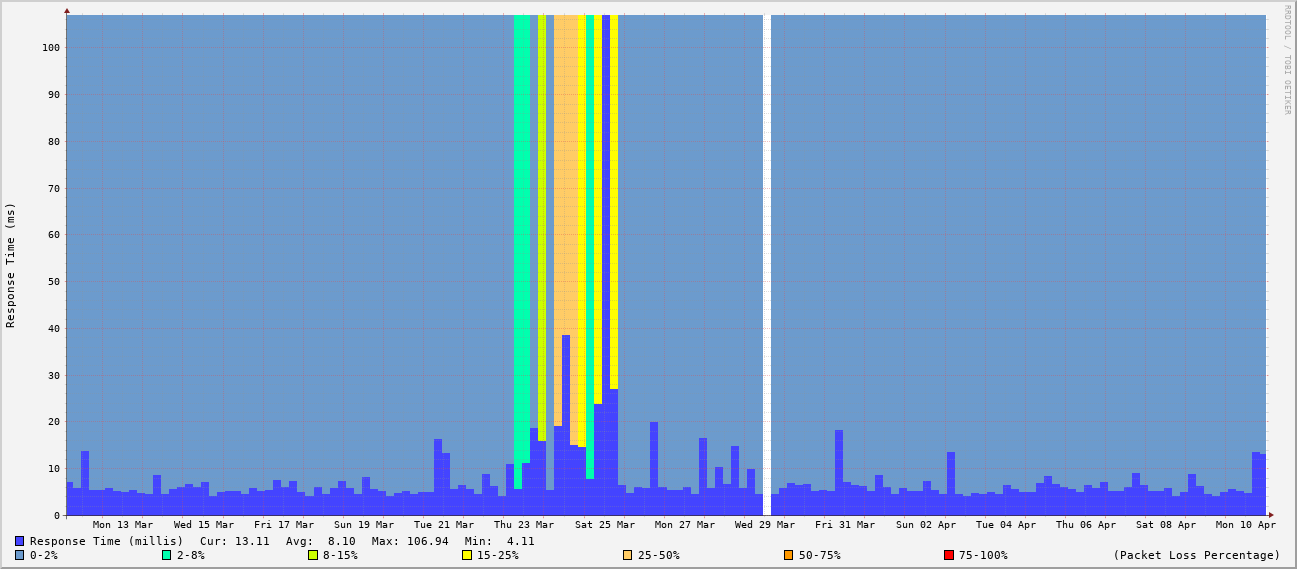 RRDTOOL / TOBI OETIKER
Response Time (ms)
100
90
80
70
60
50
40
30
20
10
0
Mon 13 Mar Wed 15 Mar Fri 17 Mar Sun 19 Mar Tue 21 Mar Thu 23 Mar Sat 25 Mar Mon 27 Mar Wed 29 Mar Fri 31 Mar Sun 02 Apr Tue 04 Apr Thu 06 Apr Sat 08 Apr Mon 10 Apr
Response Time (millis) Cur: 13.11 Avg: 8.10 Max: 106.94 Min: 4.11
0-2% 2-8% 8-15% 15-25% 25-50% 50-75% 75-100% (Packet Loss Percentage)